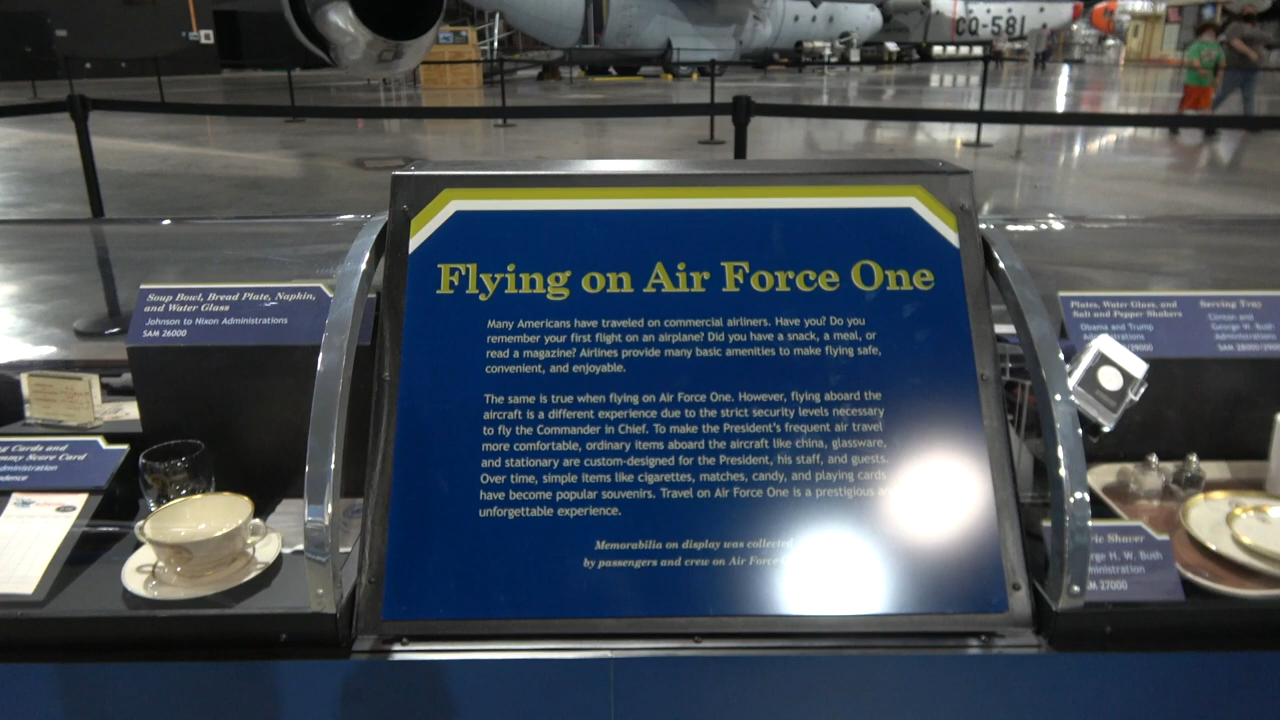 CQ-581
Flying on Air Force One
Many Americans have traveled on commercial airliners. Have you? Do you
remember your first flight on an airplane? Did you have a snack, a meal, or
read a magazine? Airlines provide many basic amenities to make flying safe,
convenient, and enjoyable.
The same is true when flying on Air Force One. However, flying aboard the
aircraft is a different experience due to the strict security levels necessary
to fly the Commander in Chief. To make the President's frequent air travel
more comfortable, ordinary items aboard the aircraft like china, glassware,
and stationary are custom-designed for the President, his staff, and guests.
Over time, simple items like cigarettes, matches, candy, and playing cards
have become popular souvenirs. Travel on Air Force One is a prestigious
unforgettable experience.
Memorabilia on display was collected
by passengers and crew on Air Force
Soup Bowl, Bread Plate, Napkin,
and Water Glass
Johnson to Nixon Administrations
SAM 26000
Cards and
Score Card
Plates, Water Glass, and
Salt and Pepper Shakers
Obama and Trump
Serving Tray
Clinton and
George W. Bush
SAM 28000/29000
Shaver
H. W. Bush
27000